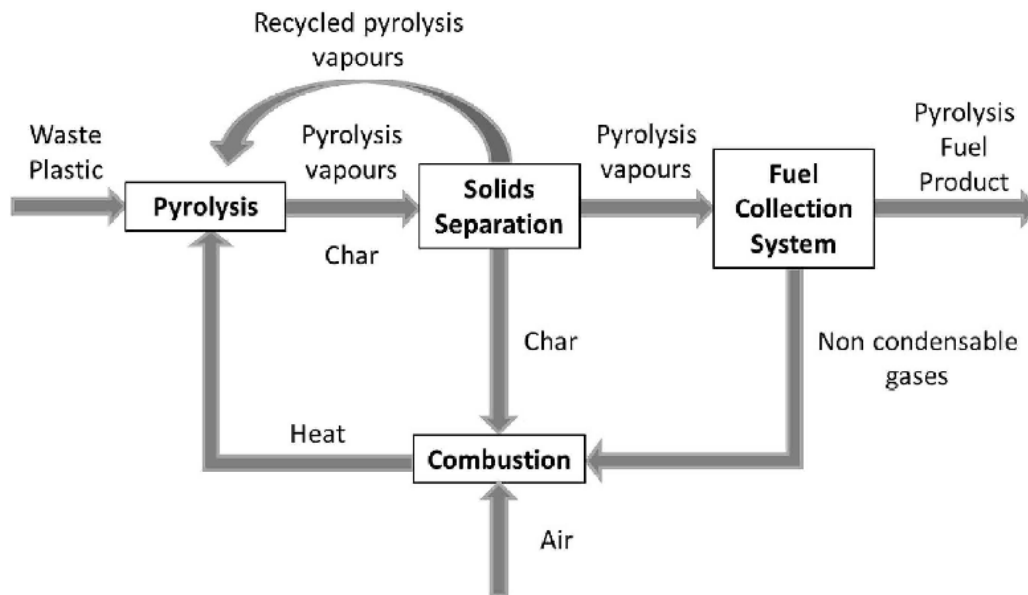 Recycled pyrolysis
vapours
Waste
Plastic
Pyrolysis
Pyrolysis
vapours
Char
Solids
Separation
Pyrolysis
vapours
Fuel
Collection
System
Pyrolysis
Fuel
Product
Char
Non condensable
gases
Heat
Combustion
Air